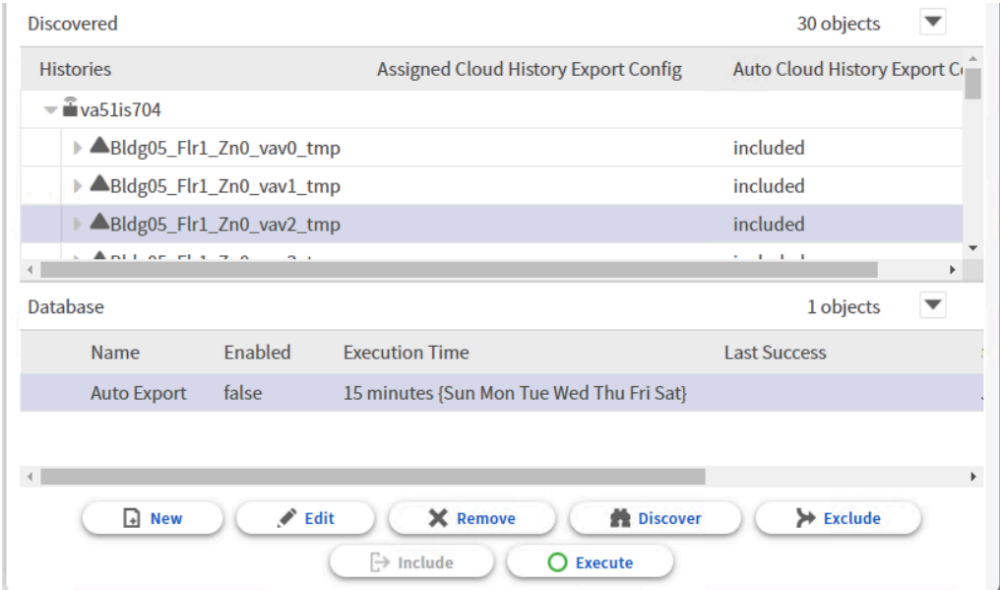 Discovered 30 objects
Histories Assigned Cloud History Export Config Auto Cloud History Export
va51is704
Bldg05_Flr1_Zn0_vav0_tmp included
Bldg05_Flr1_Zn0_vav1_tmp included
Bldg05_Flr1_Zn0_vav2_tmp included
Database 1 objects
Name Enabled Execution Time Last Success
Auto Export false 15 minutes {Sun Mon Tue Wed Thu Fri Sat}
New Edit Remove Discover Exclude
Include Execute